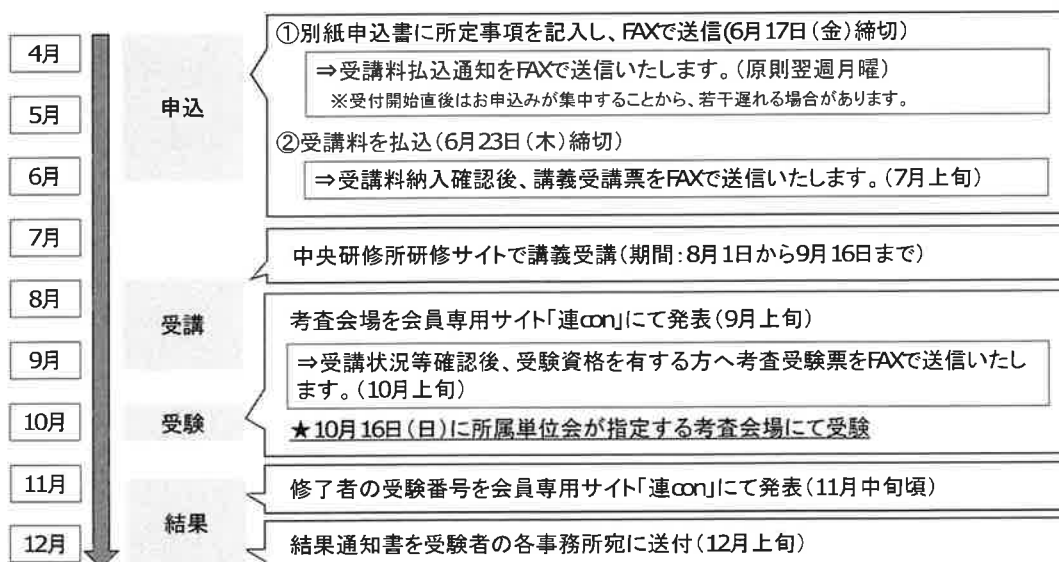 4月
5月
6月
7月
8月
9月
10月
11月
12月
申込
①別紙申込書に所定事項を記入し、FAXで送信(6月17日(金)締切)
⇒受講料払込通知をFAXで送信いたします。(原則翌週月曜)
※受付開始直後はお申込みが集中することから、若干遅れる場合があります。
②受講料を払込(6月23日(木)締切)
⇒受講料納入確認後、講義受講票をFAXで送信いたします。(7月上旬)
受講
中央研修所研修サイトで講義受講(期間:8月1日から9月16日まで)
受験
考査会場を会員専用サイト「連con」にて発表(9月上旬)
⇒受講状況等確認後、受験資格を有する方へ考査受験票をFAXで送信いたし
ます。(10月上旬)
★10月16日(日)に所属単位会が指定する考査会場にて受験
結果
修了者の受験番号を会員専用サイト「連con」にて発表(11月中旬頃)
結果通知書を受験者の各事務所宛に送付(12月上旬)